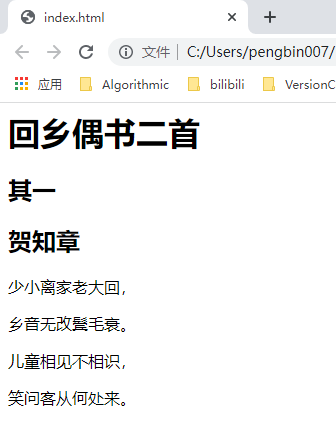 index.html
文件 C:/Users/pengbin007/
应用 Algorithmic bilibili VersionC
回乡偶书二首
其一
贺知章
少小离家老大回，
乡音无改鬓毛衰。
儿童相见不相识，
笑问客从何处来。